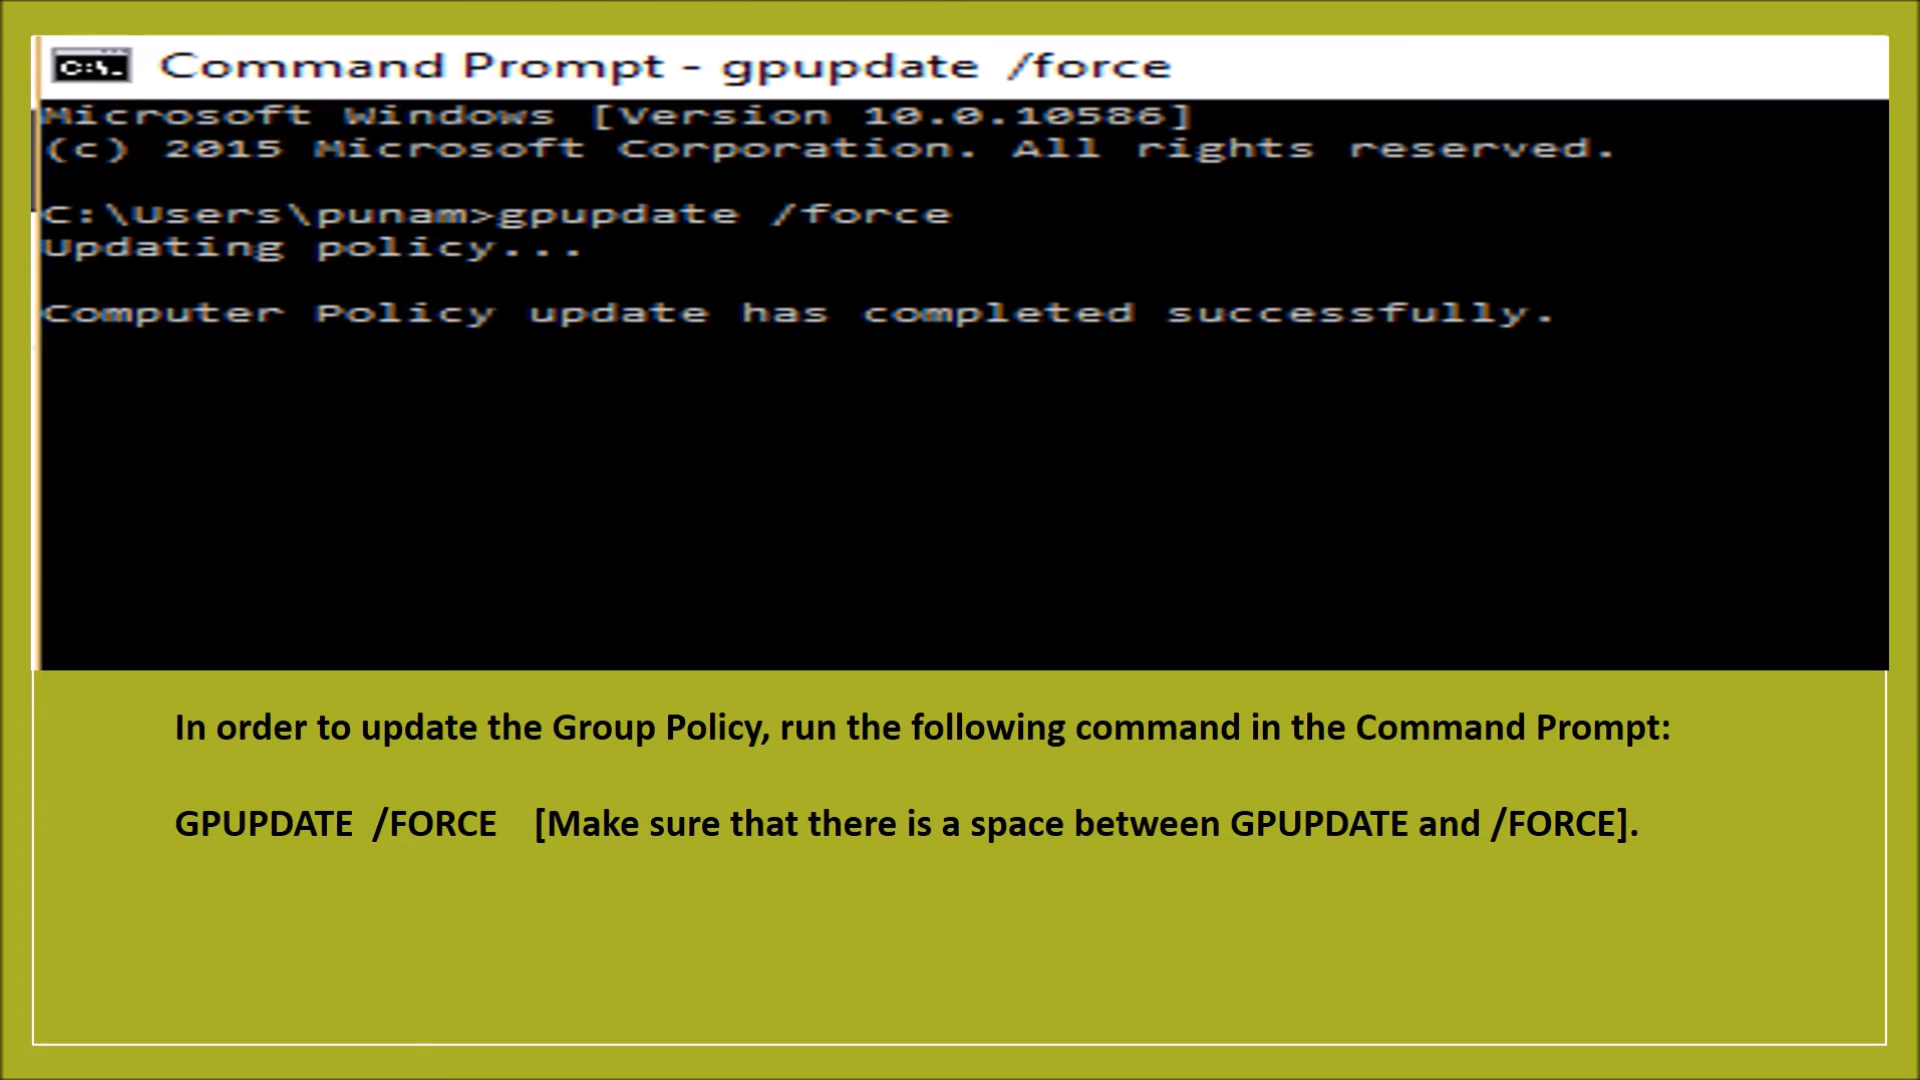 C:\.
Command Prompt - gpupdate /force
Microsoft Windows [Version 10.0.10586]
(c) 2015 Microsoft Corporation. All rights reserved.
C:\Users\punam>gpupdate /force
Updating policy...
Computer Policy update has completed successfully.
In order to update the Group Policy, run the following command in the Command Prompt:
GPUPDATE /FORCE [Make sure that there is a space between GPUPDATE and /FORCE].